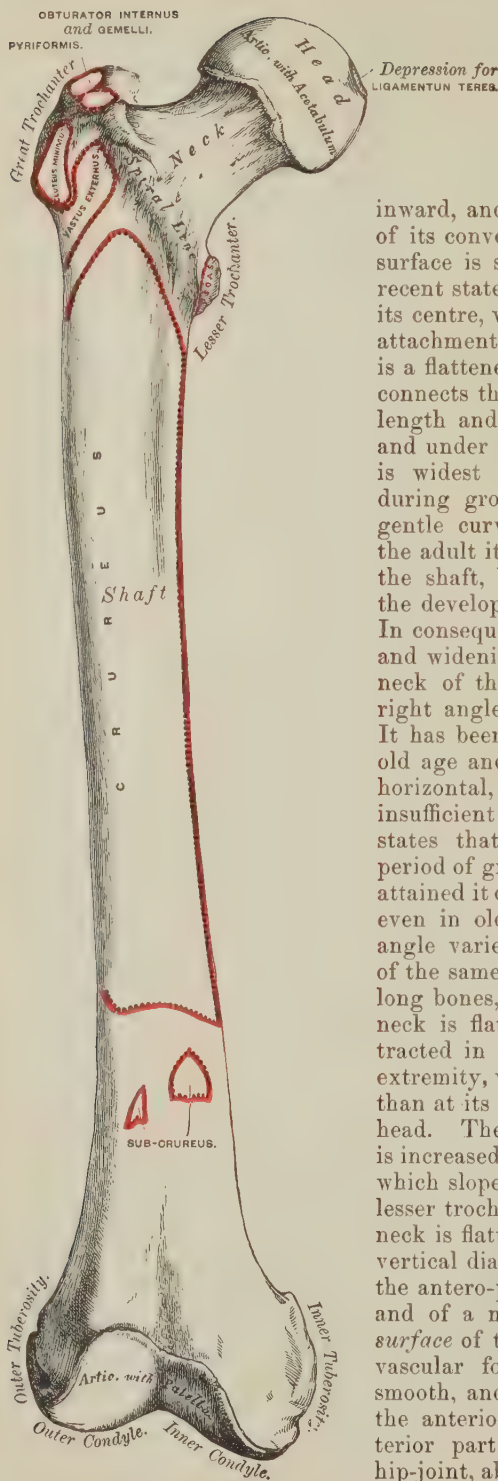 OBTURATOR INTERNUS
and GEMELLI.
PYRIFORMIS.
Great Trochanter
Head
Artic. with Acetabulum
Depression for
LIGAMENTUN TERES.
Neck
Spiral Line
VASTUS EXTERNUS.
PSOAS
Lesser Trochanter.
CRUREUS
Shaft
SUB-CRUREUS.
Outer Tuberosity.
Inner Tuberosity.
Artic. with Patella
Outer Condyle.
Inner Condyle.
inward, and
of its conve
surface is s
recent state
its centre,
attachment
is a flattene
connects th
length and
and under
is widest
during gro
gentle curv
the adult it
the shaft,
the develop
In consequ
and wideni
neck of th
right angle
It has been
old age and
horizontal,
insufficient
states that
period of g
attained it
even in old
angle varie
of the same
long bones,
neck is fla
tracted in
extremity,
than at its
head. The
is increased
which slope
lesser troch
neck is flat
vertical dia
the antero-
and of a
surface of t
vascular fo
smooth, and
the anterio
terior part
hip-joint, al